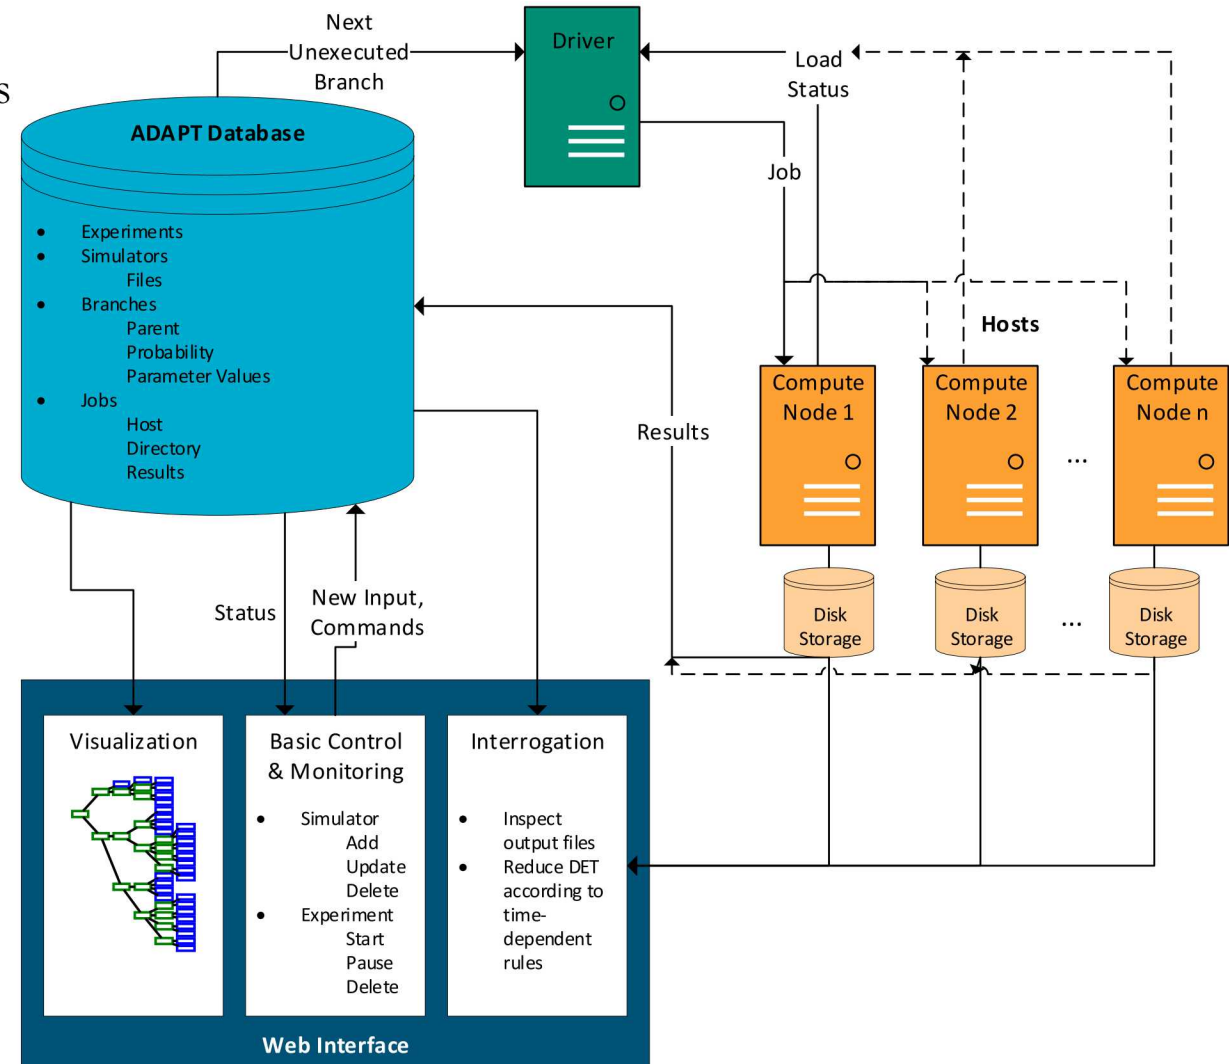 s
Next
Unexecuted
Branch
Driver
Load
Status
ADAPT Database
Job
• Experiments
• Simulators
Files
• Branches
Parent
Probability
Parameter Values
• Jobs
Host
Directory
Results
Hosts
Compute
Node 1
Compute
Node 2
...
Compute
Node n
Results
Disk
Storage
Disk
Storage
...
Disk
Storage
Status
New Input,
Commands
Visualization
Basic Control
& Monitoring
• Simulator
Add
Update
Delete
• Experiment
Start
Pause
Delete
Interrogation
• Inspect
output files
• Reduce DET
according to
time-
dependent
rules
Web Interface